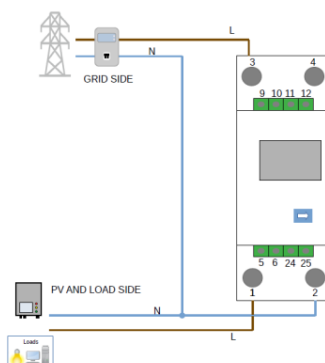 L
N
GRID SIDE
3 4
9 10 11 12
5 6 24 25
PV AND LOAD SIDE
1 2
N
L
Loads